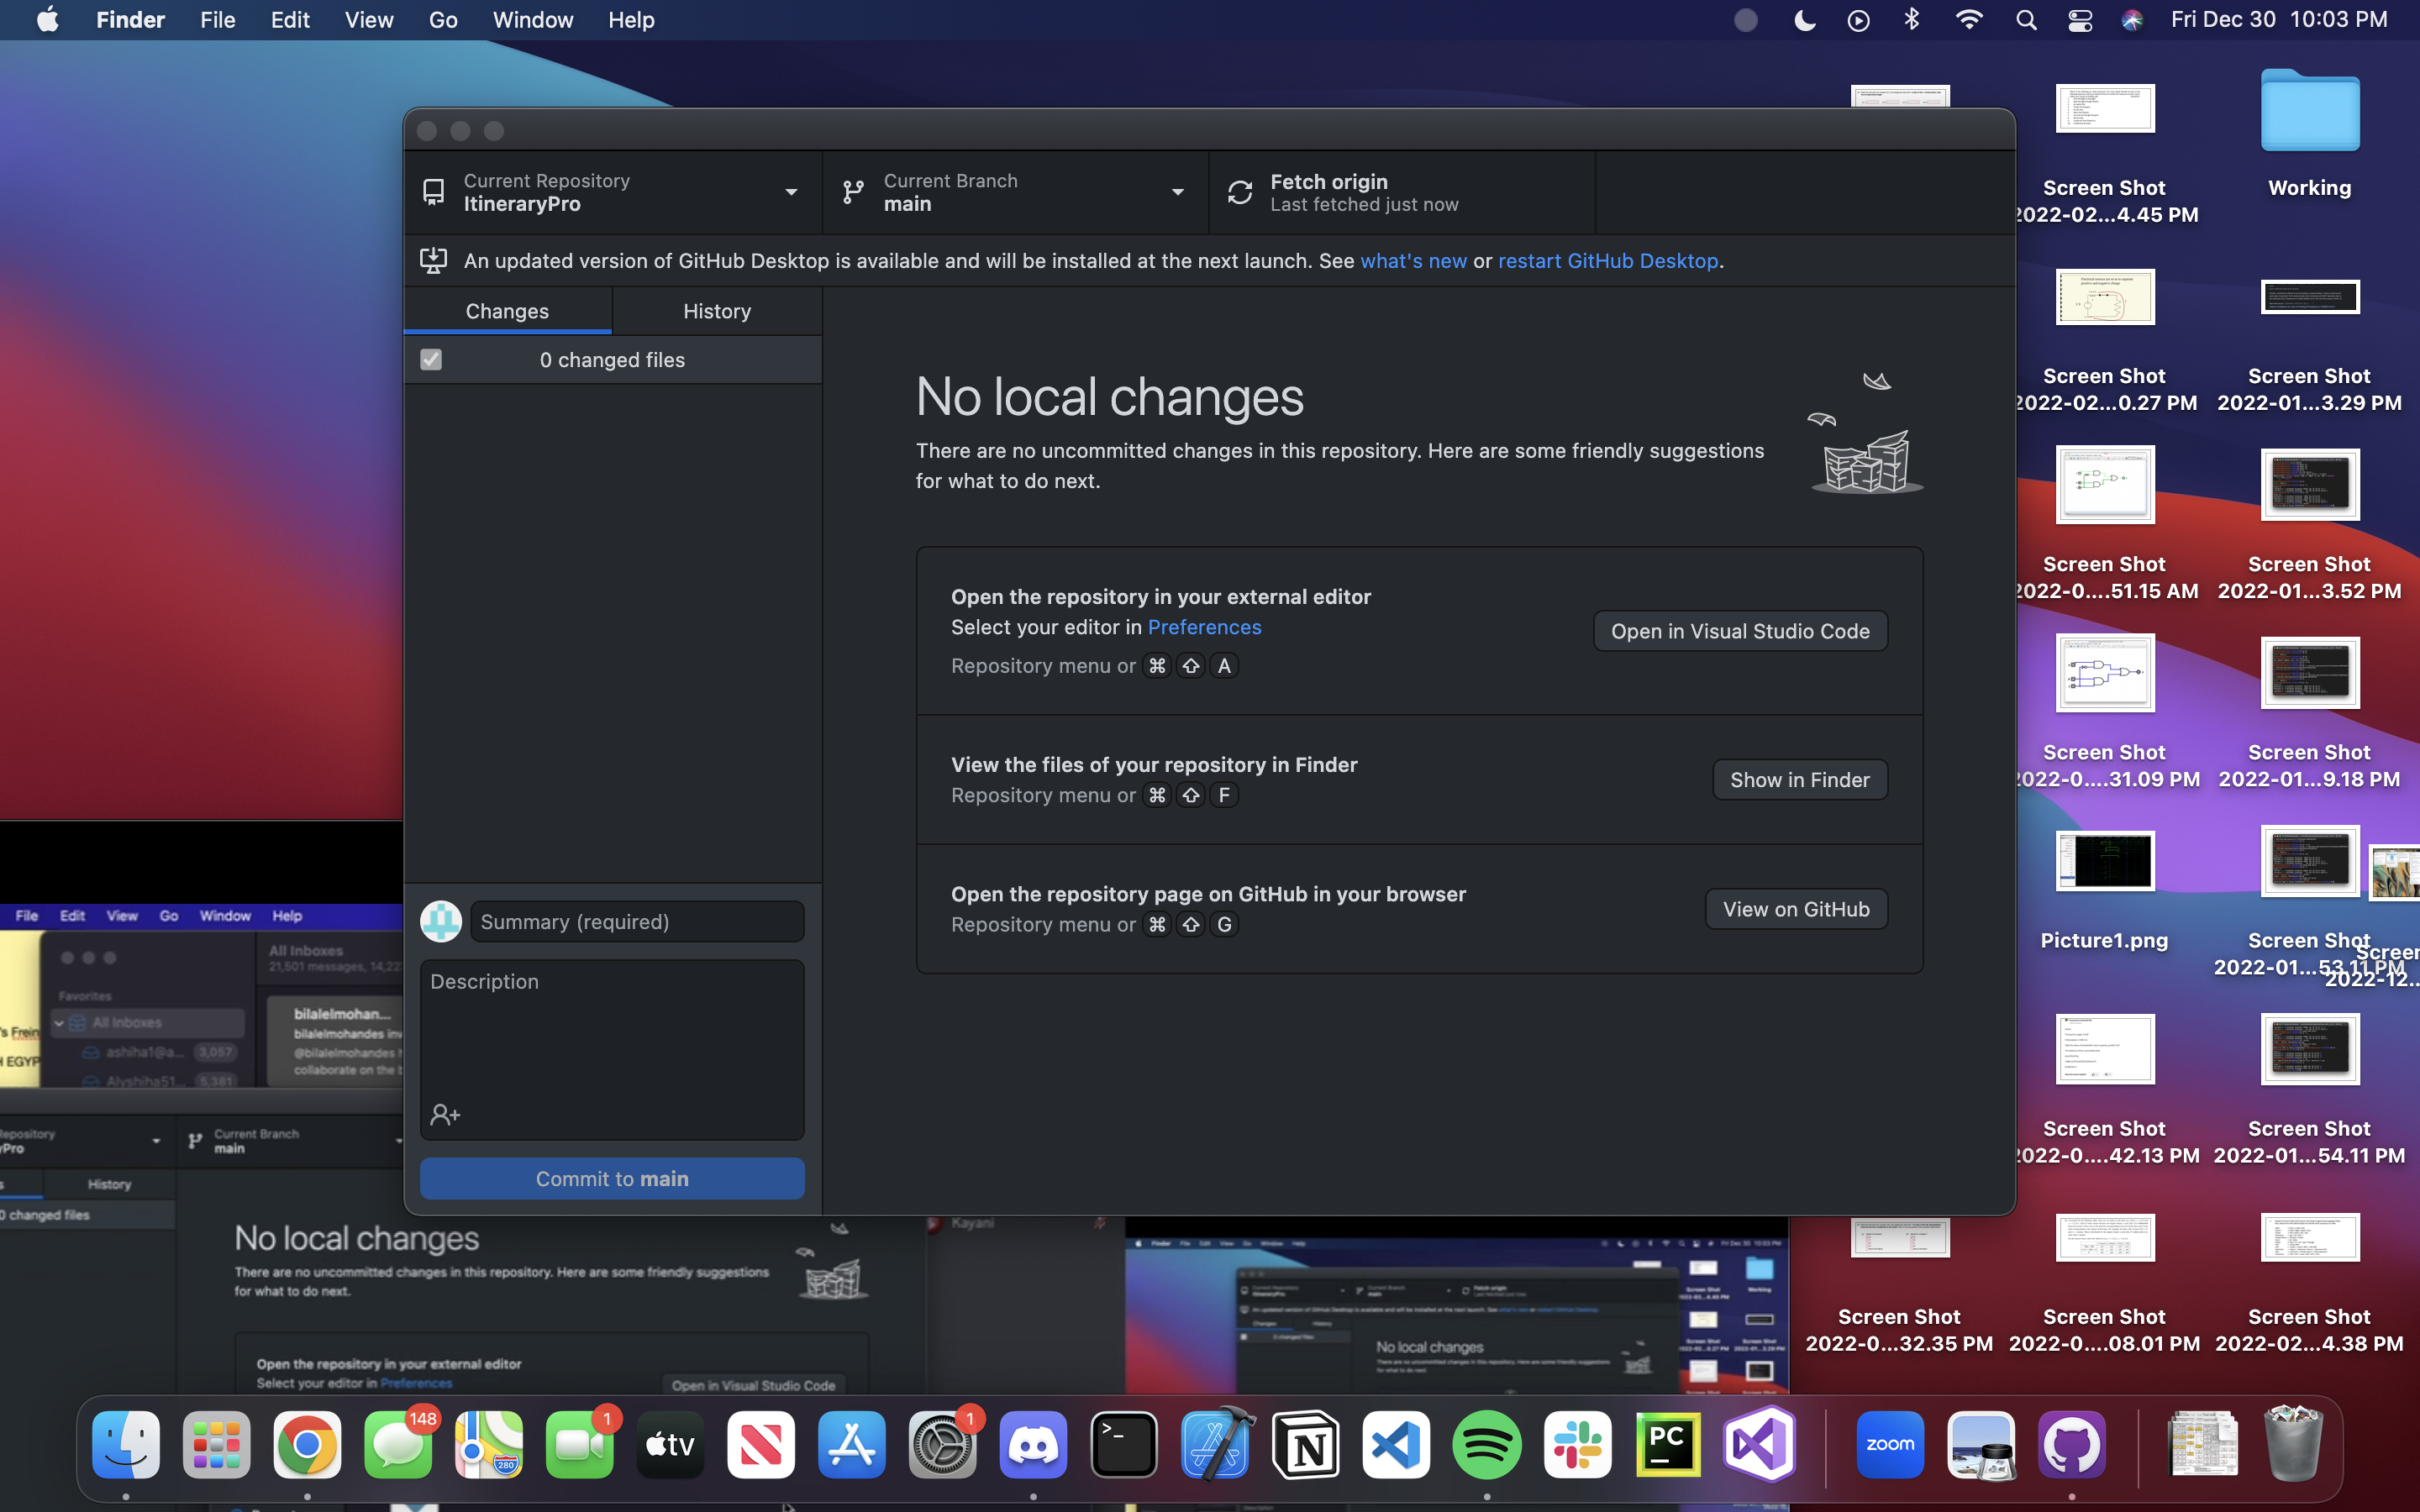 Finder File Edit View Go Window Help
Fri Dec 30 10:03 PM
Current Repository
ItineraryPro
Current Branch
main
Fetch origin
Last fetched just now
An updated version of GitHub Desktop is available and will be installed at the next launch. See what's new or restart GitHub Desktop.
Changes
History
0 changed files
No local changes
There are no uncommitted changes in this repository. Here are some friendly suggestions
for what to do next.
Open the repository in your external editor
Select your editor in Preferences
Repository menu or ⌘ ⇧ A
Open in Visual Studio Code
View the files of your repository in Finder
Repository menu or ⌘ ⇧ F
Show in Finder
Open the repository page on GitHub in your browser
Repository menu or ⌘ ⇧ G
View on GitHub
Summary (required)
Description
Commit to main
Screen Shot
2022-02...4.45 PM
Working
Screen Shot
2022-02...0.27 PM
Screen Shot
2022-01...3.29 PM
Screen Shot
2022-0....51.15 AM
Screen Shot
2022-01...3.52 PM
Screen Shot
2022-0....31.09 PM
Screen Shot
2022-01...9.18 PM
Picture1.png
Screen Shot
2022-01...53.11 PM
Screen
2022-12...
Screen Shot
2022-0....42.13 PM
Screen Shot
2022-01...54.11 PM
Screen Shot
2022-0...32.35 PM
Screen Shot
2022-0....08.01 PM
Screen Shot
2022-02...4.38 PM
File Edit View Go Window Help
All Inboxes
21,501 messages, 14,22
Favorites
All Inboxes
ashiha1@a... 3,057
Alyshiha51... 5,381
bilalelmohan...
bilalelmohandes inv
@bilalelmohandes h
collaborate on the b
's Frein
H EGYP
Repository
yPro
Current Branch
main
History
0 changed files
No local changes
There are no uncommitted changes in this repository. Here are some friendly suggestions
for what to do next.
Open the repository in your external editor
Select your editor in Preferences
Open in Visual Studio Code
Kayani
No local changes
148
280
1
tv
1
PC
zoom